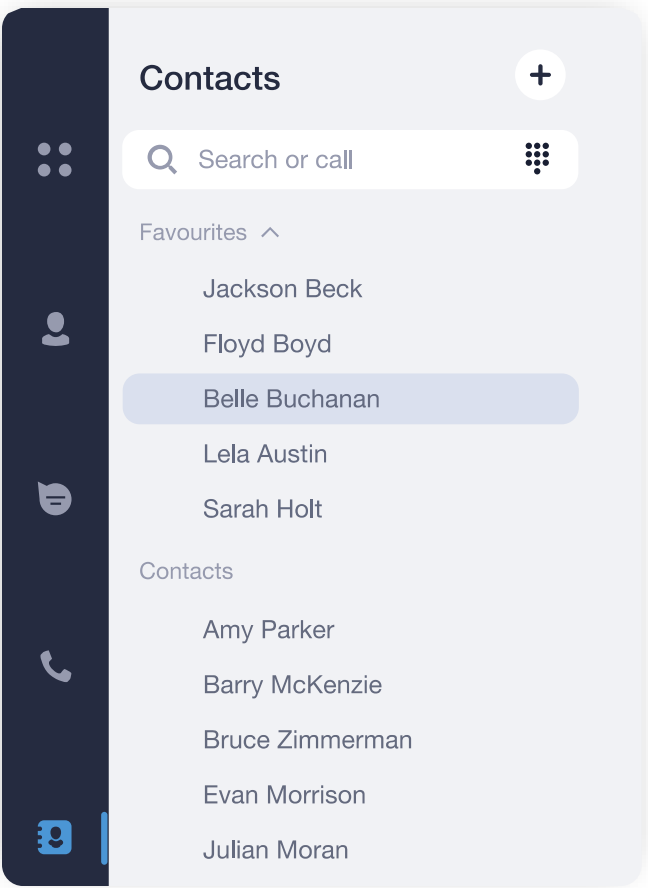 Contacts
Search or call
Favourites
Jackson Beck
Floyd Boyd
Belle Buchanan
Lela Austin
Sarah Holt
Contacts
Amy Parker
Barry McKenzie
Bruce Zimmerman
Evan Morrison
Julian Moran